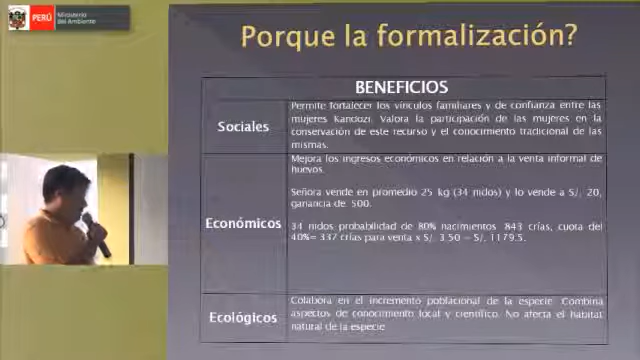 PERÚ
Ministerio
del Ambiente
Porque la formalización?
BENEFICIOS
Sociales
Permite fortalecer los vínculos familiares y de confianza entre las
mujeres kandozi. Valora la participación de las mujeres en la
conservación de este recurso y el conocimiento tradicional de las
mismas.
Económicos
Mejora los ingresos económicos en relación a la venta informal de
huevos.
Señora vende en promedio 25 kg (34 nidos) y lo vende a S/. 20,
ganancia de 500.
34 nidos probabilidad de 80% nacimientos 843 crías, cuota del
40%= 337 crías para venta x S/. 3.50 = S/. 1179.5.
Ecológicos
Colabora en el incremento poblacional de la especie. Combina
aspectos de conocimiento local y científico. No afecta el hábitat
natural de la especie